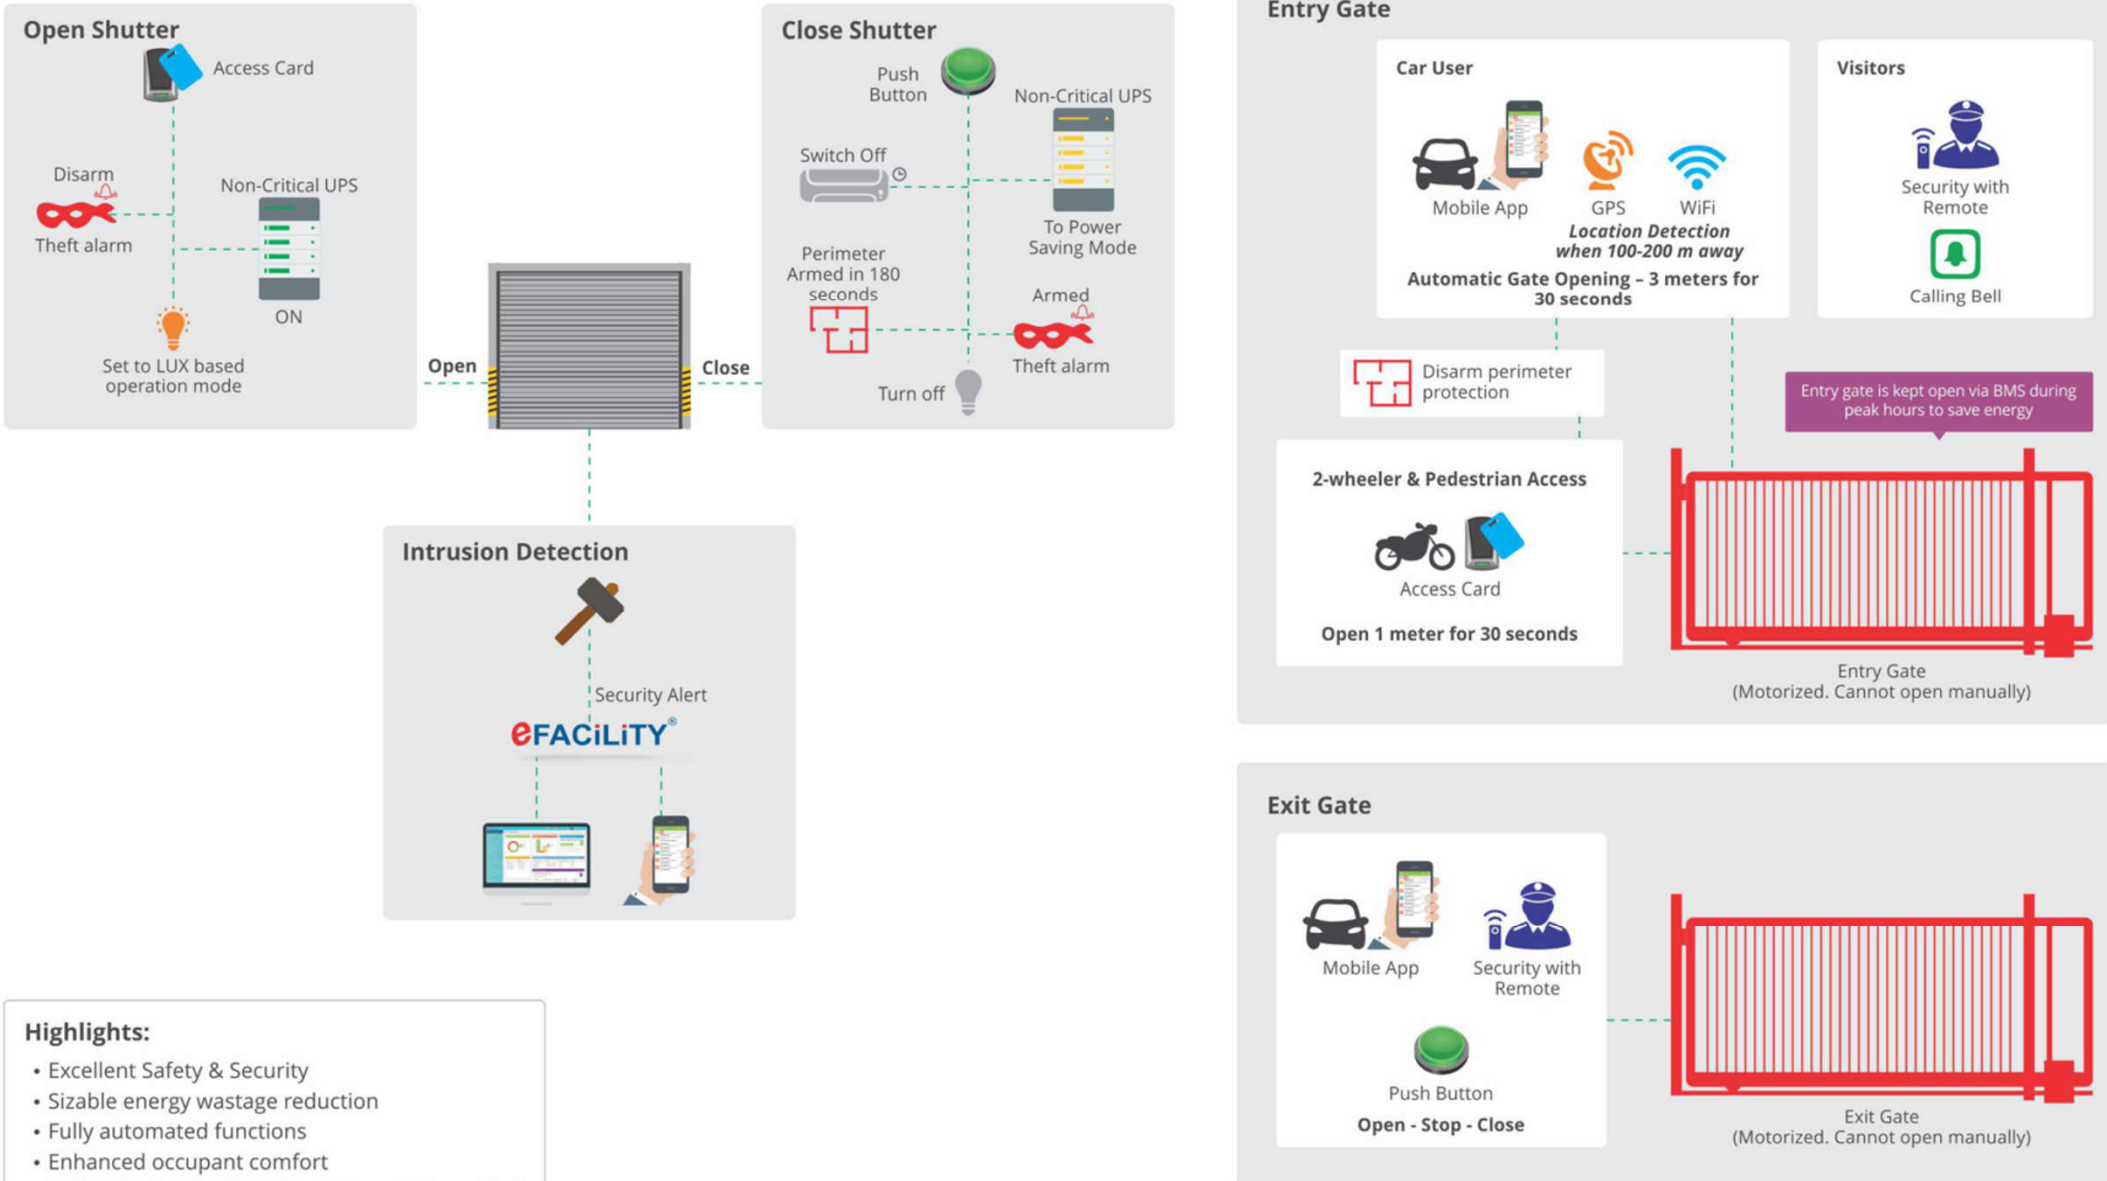 Open Shutter
Access Card
Disarm
Theft alarm
Non-Critical UPS
ON
Set to LUX based
operation mode
Open
Close
Close Shutter
Push
Button
Non-Critical UPS
Switch Off
To Power
Saving Mode
Perimeter
Armed in 180
seconds
Armed
Theft alarm
Turn off
Intrusion Detection
Security Alert
eFACiLiTY®
Highlights:
• Excellent Safety & Security
• Sizable energy wastage reduction
• Fully automated functions
• Enhanced occupant comfort
Entry Gate
Car User
Mobile App
GPS
WiFi
Location Detection
when 100-200 m away
Automatic Gate Opening – 3 meters for
30 seconds
Visitors
Security with
Remote
Calling Bell
Disarm perimeter
protection
Entry gate is kept open via BMS during
peak hours to save energy
2-wheeler & Pedestrian Access
Access Card
Open 1 meter for 30 seconds
Entry Gate
(Motorized. Cannot open manually)
Exit Gate
Mobile App
Security with
Remote
Push Button
Open - Stop - Close
Exit Gate
(Motorized. Cannot open manually)